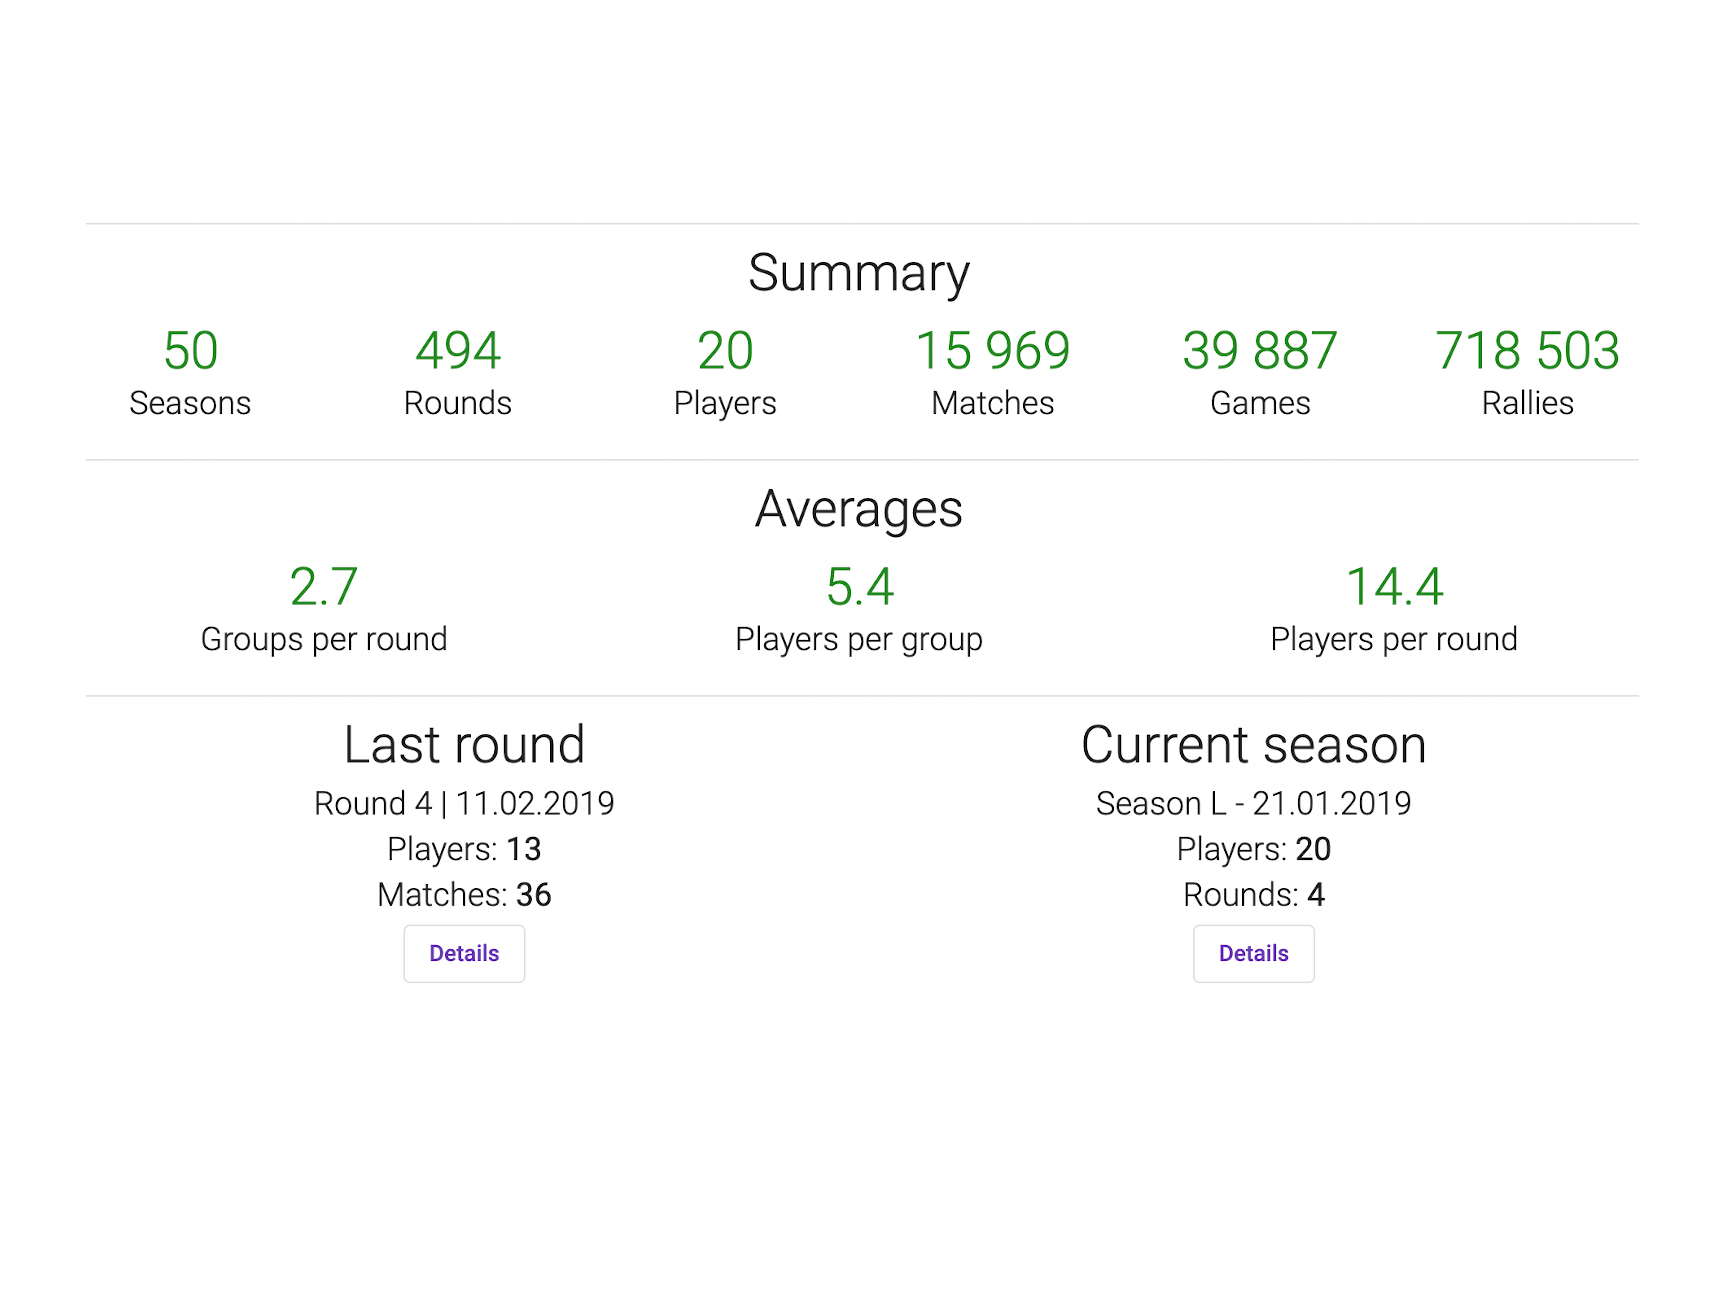 Summary
50 494 20 15 969 39 887 718 503
Seasons Rounds Players Matches Games Rallies
Averages
2.7 5.4 14.4
Groups per round Players per group Players per round
Last round
Round 4 | 11.02.2019
Players: 13
Matches: 36
Details
Current season
Season L - 21.01.2019
Players: 20
Rounds: 4
Details